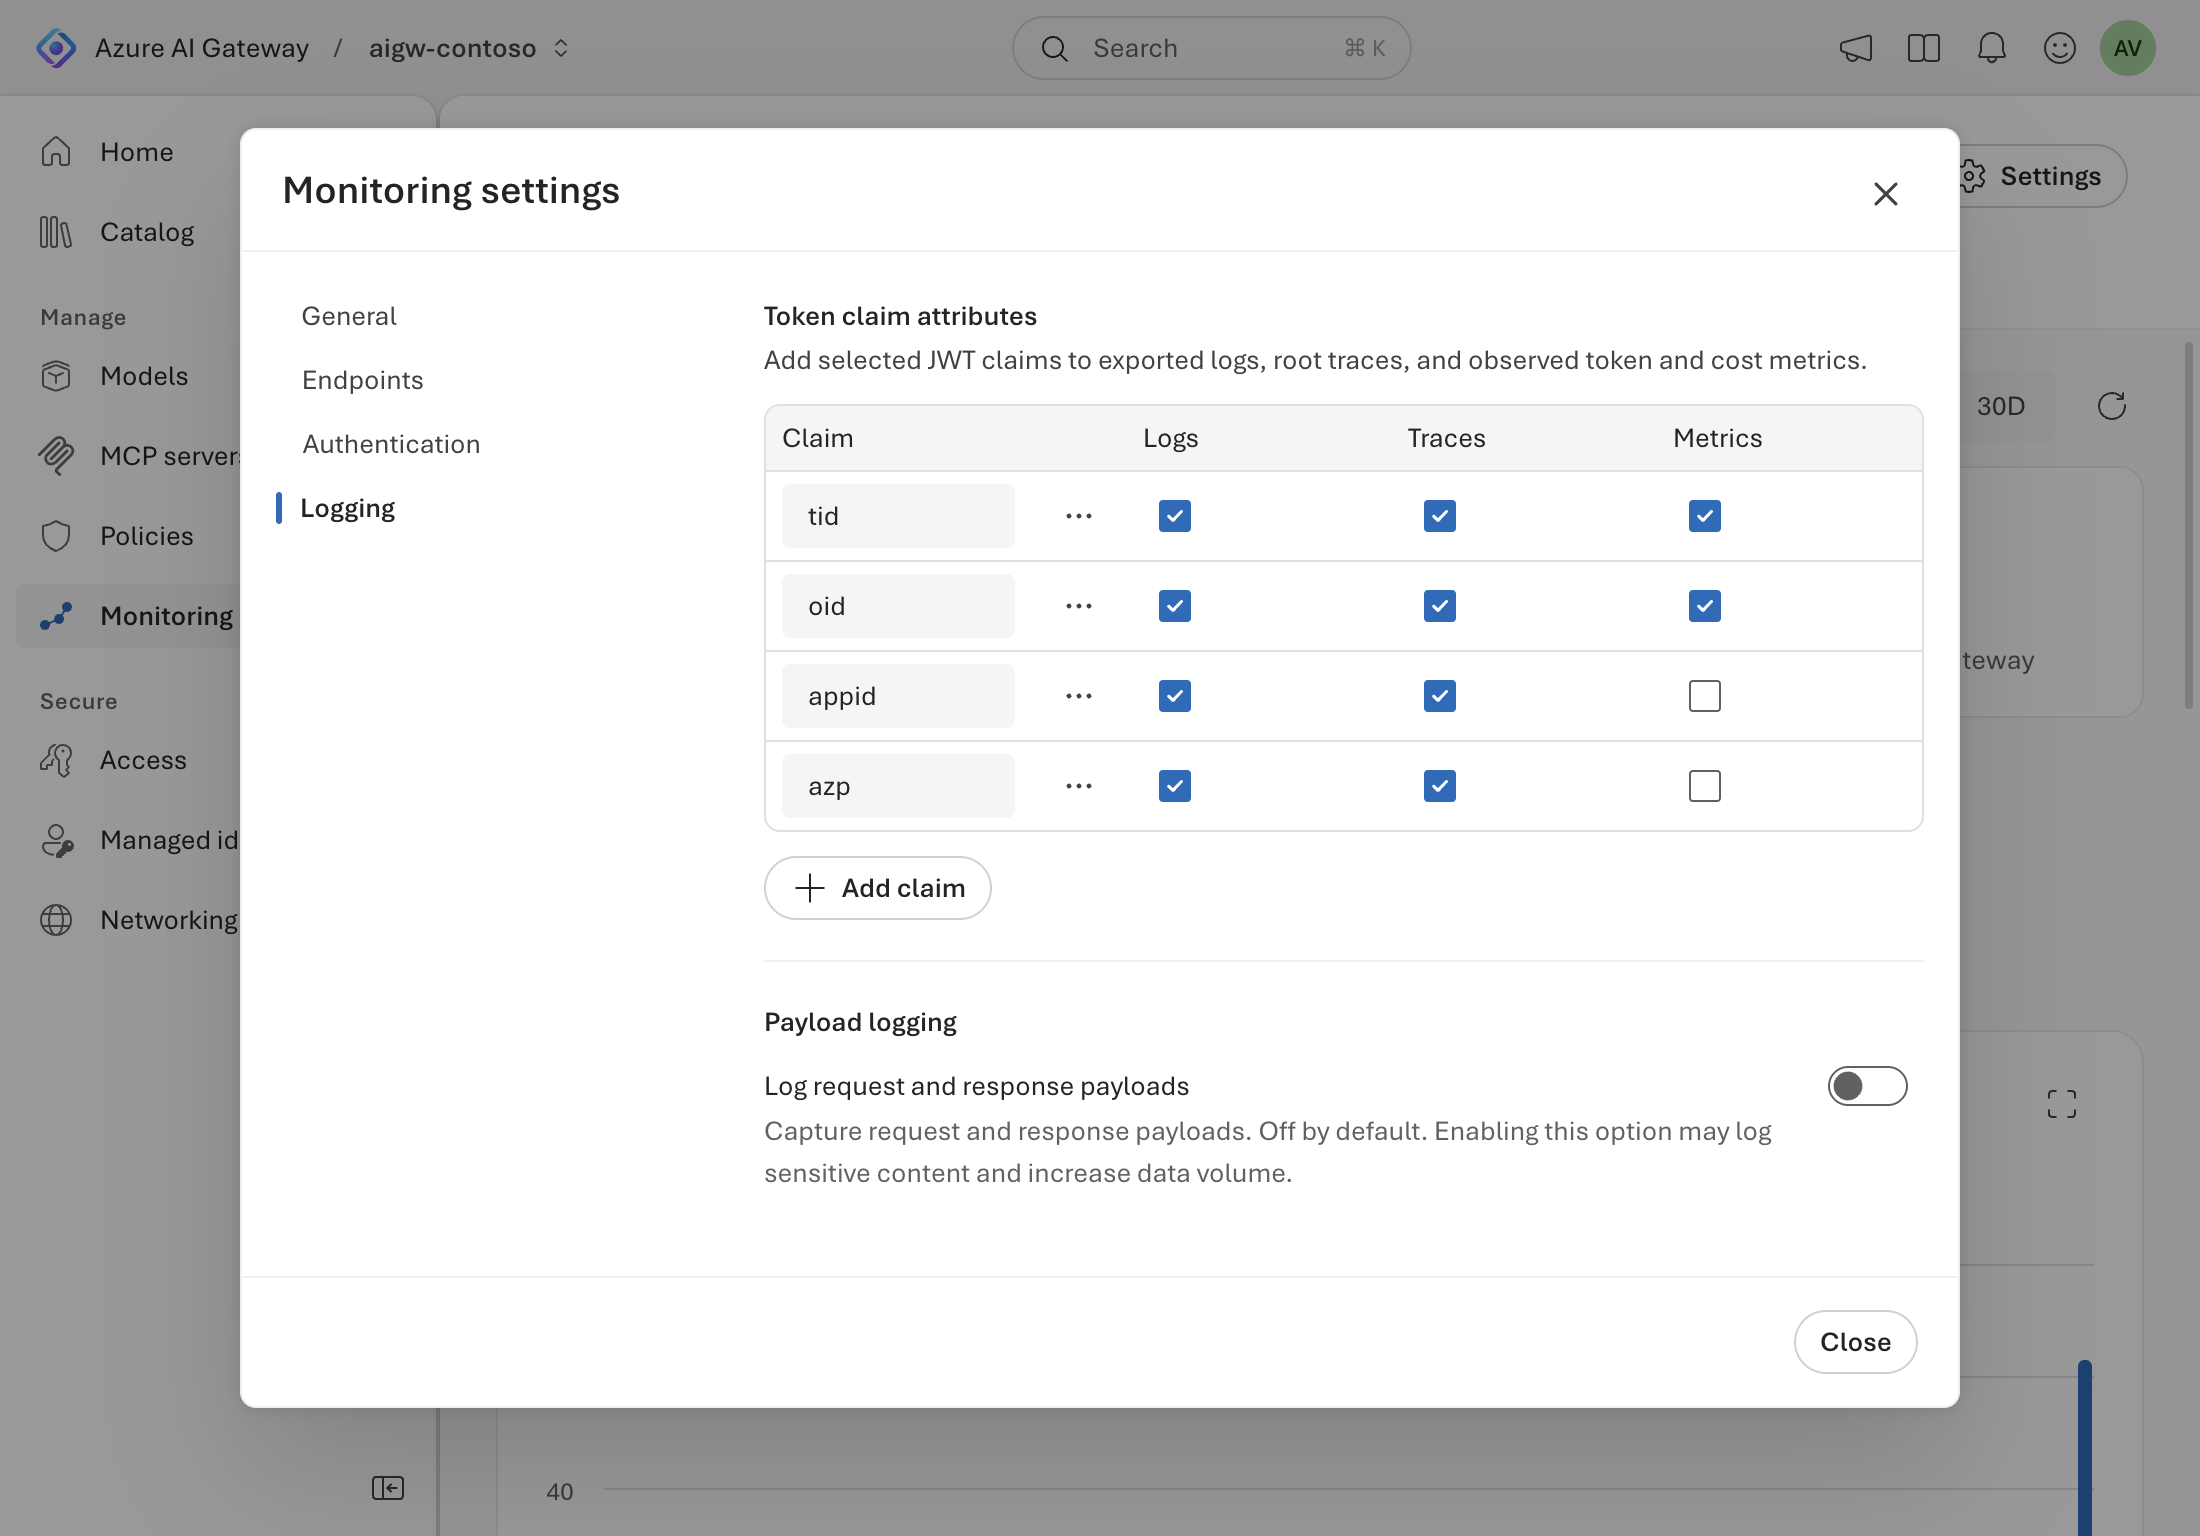 Azure AI Gateway / aigw-contoso
Search
⌘ K
AV
Home
Catalog
Manage
Models
MCP servers
Policies
Monitoring
Secure
Access
Managed id
Networking
Settings
30D
teway
40
Monitoring settings
General
Endpoints
Authentication
Logging
Token claim attributes
Add selected JWT claims to exported logs, root traces, and observed token and cost metrics.
Claim Logs Traces Metrics
tid
oid
appid
azp
Add claim
Payload logging
Log request and response payloads
Capture request and response payloads. Off by default. Enabling this option may log
sensitive content and increase data volume.
Close